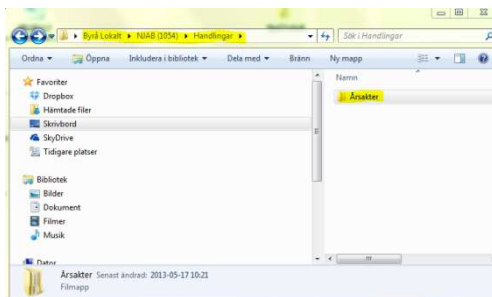 Byrå Lokalt ▸ NJAB (1054) ▸ Handlingar ▸
Sök i Handlingar
Ordna Öppna Inkludera i bibliotek Dela med Bränn Ny mapp
Favoriter
Dropbox
Hämtade filer
Skrivbord
SkyDrive
Tidigare platser
Bibliotek
Bilder
Dokument
Filmer
Musik
Dator
Namn
Årsakter
Årsakter Senast ändrad: 2013-05-17 10:21
Filmapp